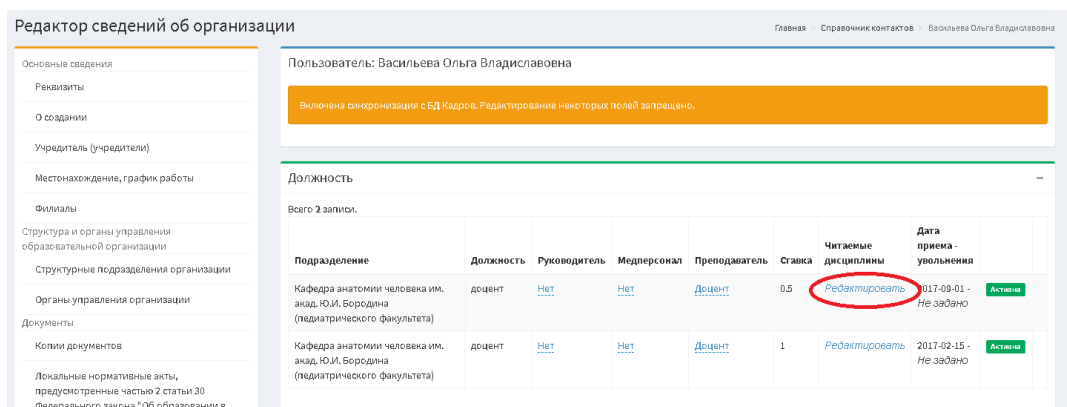 Редактор сведений об организации
Главная > Справочник контактов > Васильева Ольга Владиславовна
Основные сведения
Реквизиты
О создании
Учредитель (учредители)
Местонахождение, график работы
Филиалы
Структура и органы управления
образовательной организации
Структурные подразделения организации
Органы управления организации
Документы
Копии документов
Локальные нормативные акты,
предусмотренные частью 2 статьи 30
Федерального закона "Об образовании в
Пользователь: Васильева Ольга Владиславовна
Включена синхронизация с БД Кадров. Редактирование некоторых полей запрещено.
Должность −
Всего 2 записи.
Подразделение Должность Руководитель Медперсонал Преподаватель Ставка Читаемые дисциплины Дата приема - увольнения
Кафедра анатомии человека им. доцент Нет Нет Доцент 0.5 Редактировать 2017-09-01 - Активна
акад. Ю.И. Бородина Не задано
(педиатрического факультета)
Кафедра анатомии человека им. доцент Нет Нет Доцент 1 Редактировать 2017-02-15 - Активна
акад. Ю.И. Бородина Не задано
(педиатрического факультета)